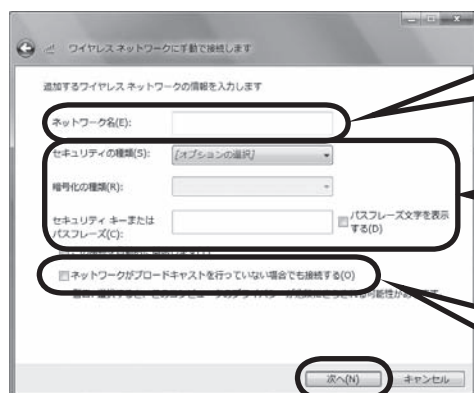 ワイヤレス ネットワークに手動で接続します
追加するワイヤレス ネットワークの情報を入力します
ネットワーク名(E):
セキュリティの種類(S): [オプションの選択]
暗号化の種類(R):
セキュリティ キーまたは
パスフレーズ(C):
パスフレーズ文字を表示
する(D)
ネットワークがブロードキャストを行っていない場合でも接続する(O)
次へ(N) キャンセル